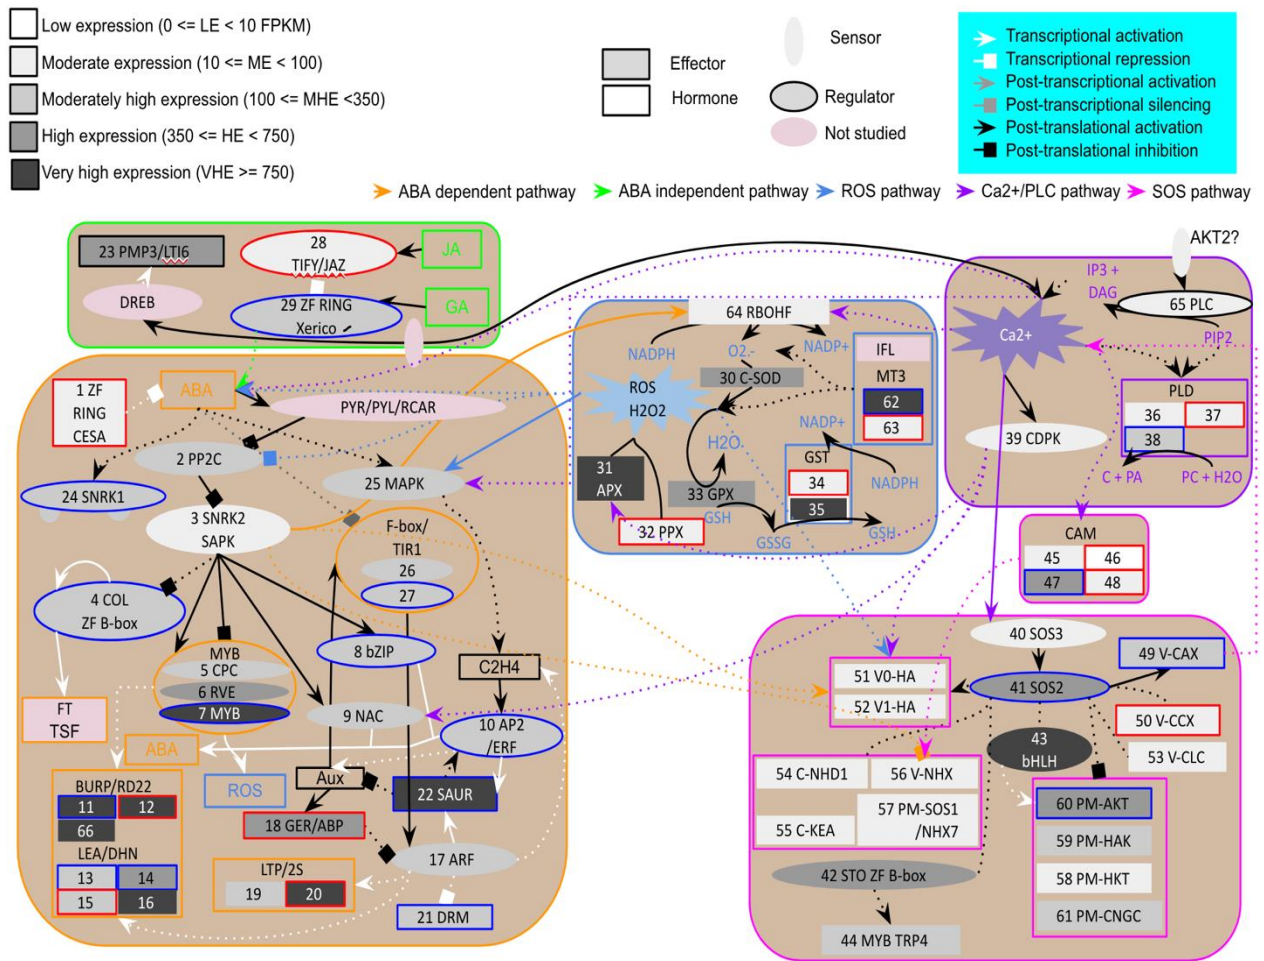 Low expression (0 <= LE < 10 FPKM)
Moderate expression (10 <= ME < 100)
Moderately high expression (100 <= MHE <350)
High expression (350 <= HE < 750)
Very high expression (VHE >= 750)
Effector
Hormone
Sensor
Regulator
Not studied
Transcriptional activation
Transcriptional repression
Post-transcriptional activation
Post-transcriptional silencing
Post-translational activation
Post-translational inhibition
ABA dependent pathway
ABA independent pathway
ROS pathway
Ca2+/PLC pathway
SOS pathway
23 PMP3/LTI6
28
TIFY/JAZ
JA
DREB
29 ZF RING
Xerico
GA
AKT2?
IP3 +
DAG
65 PLC
PIP2
Ca2+
PLD
36
37
38
39 CDPK
C + PA
PC + H2O
64 RBOHF
NADPH
O2.-
NADP+
IFL
MT3
62
63
30 C-SOD
ROS
H2O2
H2O
NADP+
GST
34
35
NADPH
31
APX
33 GPX
GSH
32 PPX
GSSG
GSH
1 ZF
RING
CESA
ABA
PYR/PYL/RCAR
2 PP2C
24 SNRK1
25 MAPK
3 SNRK2
SAPK
F-box/
TIR1
26
27
4 COL
ZF B-box
MYB
5 CPC
6 RVE
7 MYB
8 bZIP
C2H4
FT
TSF
9 NAC
10 AP2
/ERF
ABA
ROS
Aux
22 SAUR
BURP/RD22
11
12
66
18 GER/ABP
LEA/DHN
13
14
15
16
LTP/2S
19
20
17 ARF
21 DRM
CAM
45
46
47
48
40 SOS3
49 V-CAX
51 V0-HA
52 V1-HA
41 SOS2
50 V-CCX
43
bHLH
53 V-CLC
54 C-NHD1
56 V-NHX
57 PM-SOS1
/NHX7
55 C-KEA
60 PM-AKT
59 PM-HAK
58 PM-HKT
61 PM-CNGC
42 STO ZF B-box
44 MYB TRP4